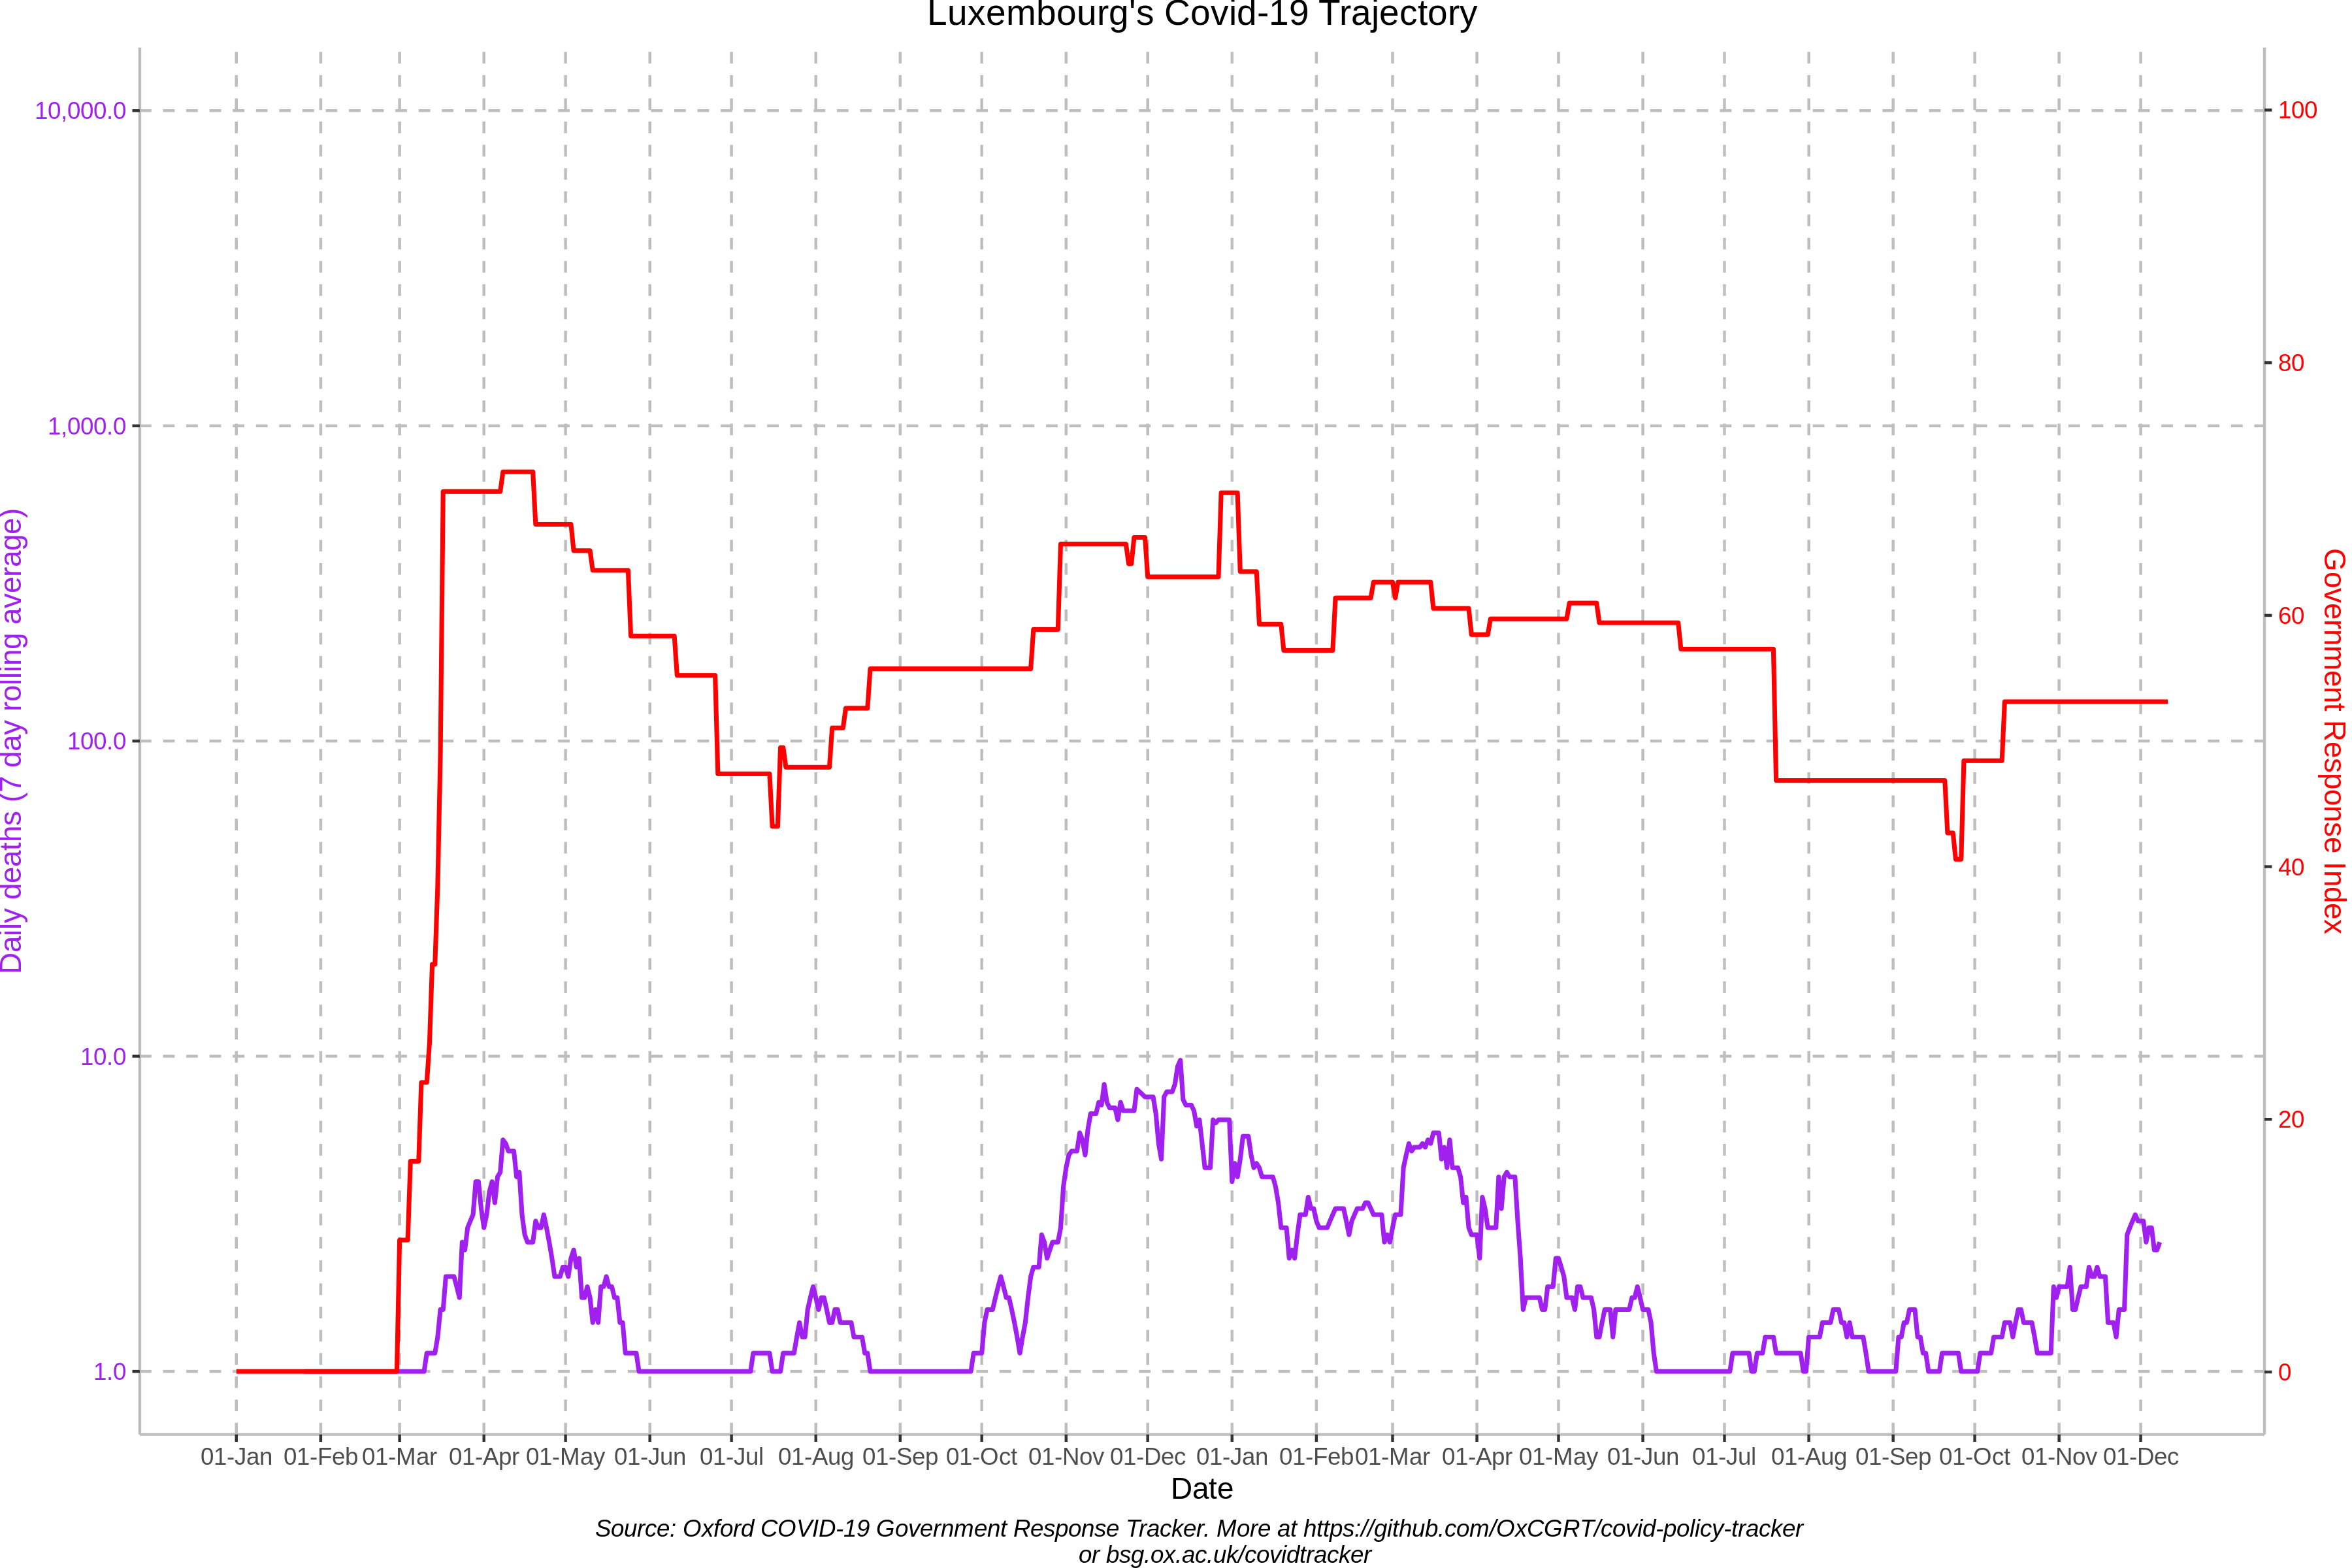 Luxembourg's Covid-19 Trajectory
10,000.0
1,000.0
100.0
10.0
1.0
Daily deaths (7 day rolling average)
100
80
60
40
20
0
Government Response Index
01-Jan 01-Feb 01-Mar 01-Apr 01-May 01-Jun 01-Jul 01-Aug 01-Sep 01-Oct 01-Nov 01-Dec 01-Jan 01-Feb 01-Mar 01-Apr 01-May 01-Jun 01-Jul 01-Aug 01-Sep 01-Oct 01-Nov 01-Dec
Date
Source: Oxford COVID-19 Government Response Tracker. More at https://github.com/OxCGRT/covid-policy-tracker
or bsg.ox.ac.uk/covidtracker